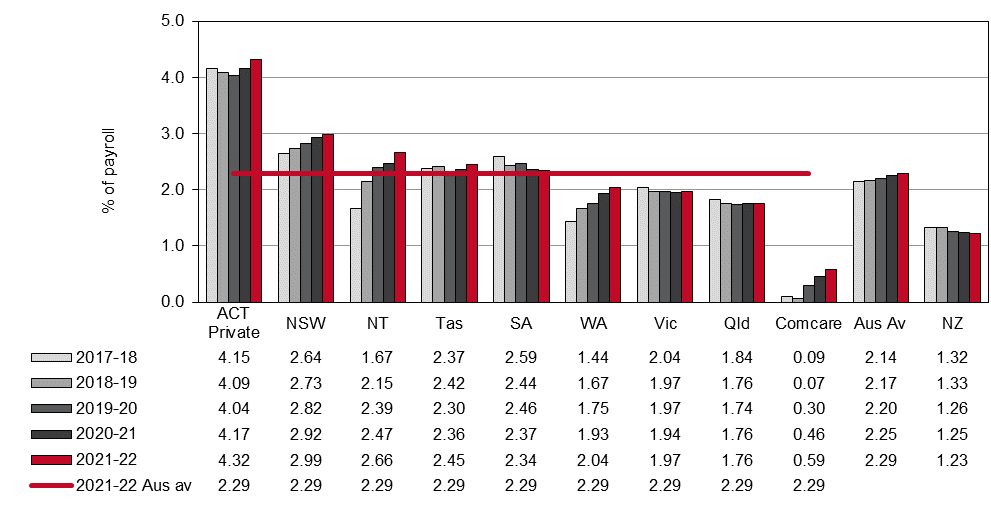 5.0
4.0
3.0
2.0
1.0
0.0
% of payroll
ACT Private NSW NT Tas SA WA Vic Qld Comcare Aus Av NZ
2017-18 4.15 2.64 1.67 2.37 2.59 1.44 2.04 1.84 0.09 2.14 1.32
2018-19 4.09 2.73 2.15 2.42 2.44 1.67 1.97 1.76 0.07 2.17 1.33
2019-20 4.04 2.82 2.39 2.30 2.46 1.75 1.97 1.74 0.30 2.20 1.26
2020-21 4.17 2.92 2.47 2.36 2.37 1.93 1.94 1.76 0.46 2.25 1.25
2021-22 4.32 2.99 2.66 2.45 2.34 2.04 1.97 1.76 0.59 2.29 1.23
2021-22 Aus av 2.29 2.29 2.29 2.29 2.29 2.29 2.29 2.29 2.29